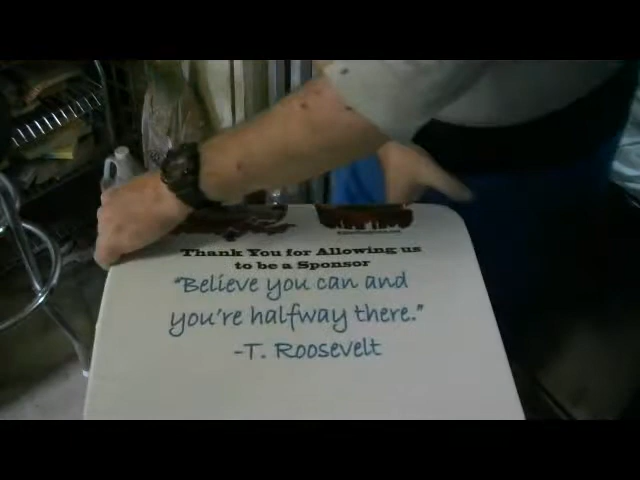 Thank You for Allowing us
to be a Sponsor
"Believe you can and
you're halfway there."
-T. Roosevelt